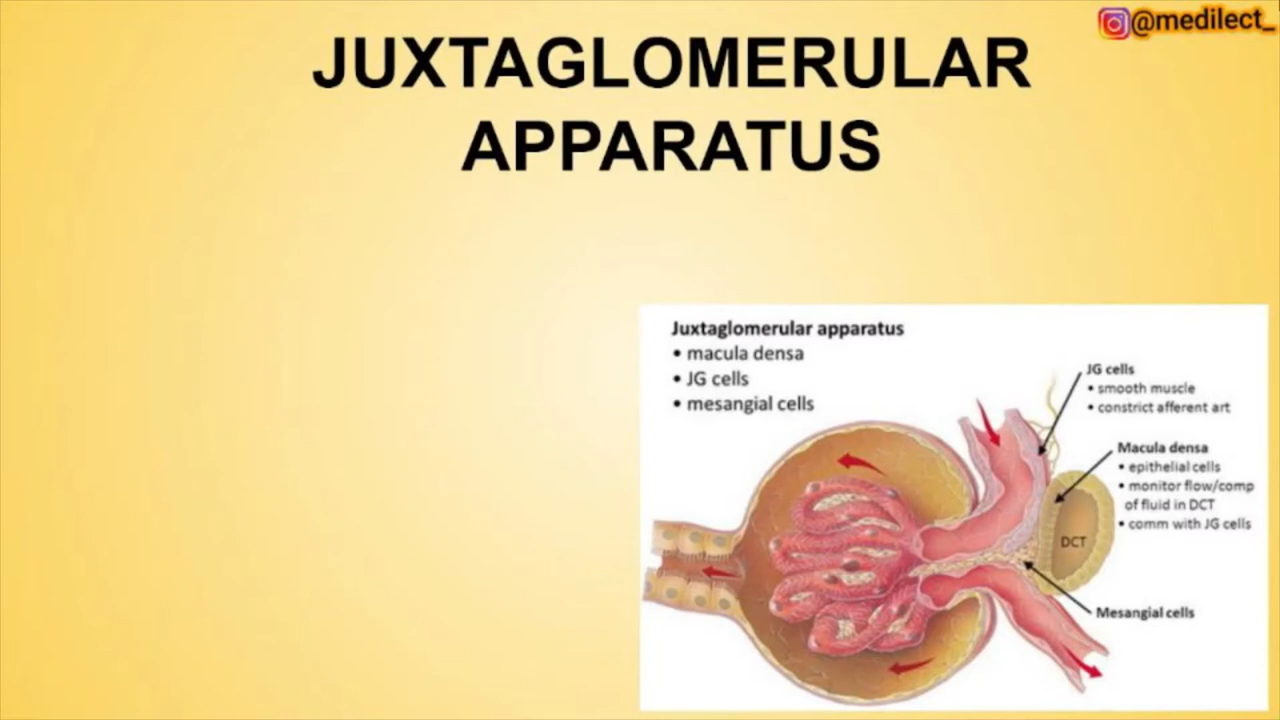 @medilect_
JUXTAGLOMERULAR
APPARATUS
Juxtaglomerular apparatus
• macula densa
• JG cells
• mesangial cells
JG cells
• smooth muscle
• constrict afferent art
Macula densa
• epithelial cells
• monitor flow/comp
of fluid in DCT
• comm with JG cells
DCT
Mesangial cells